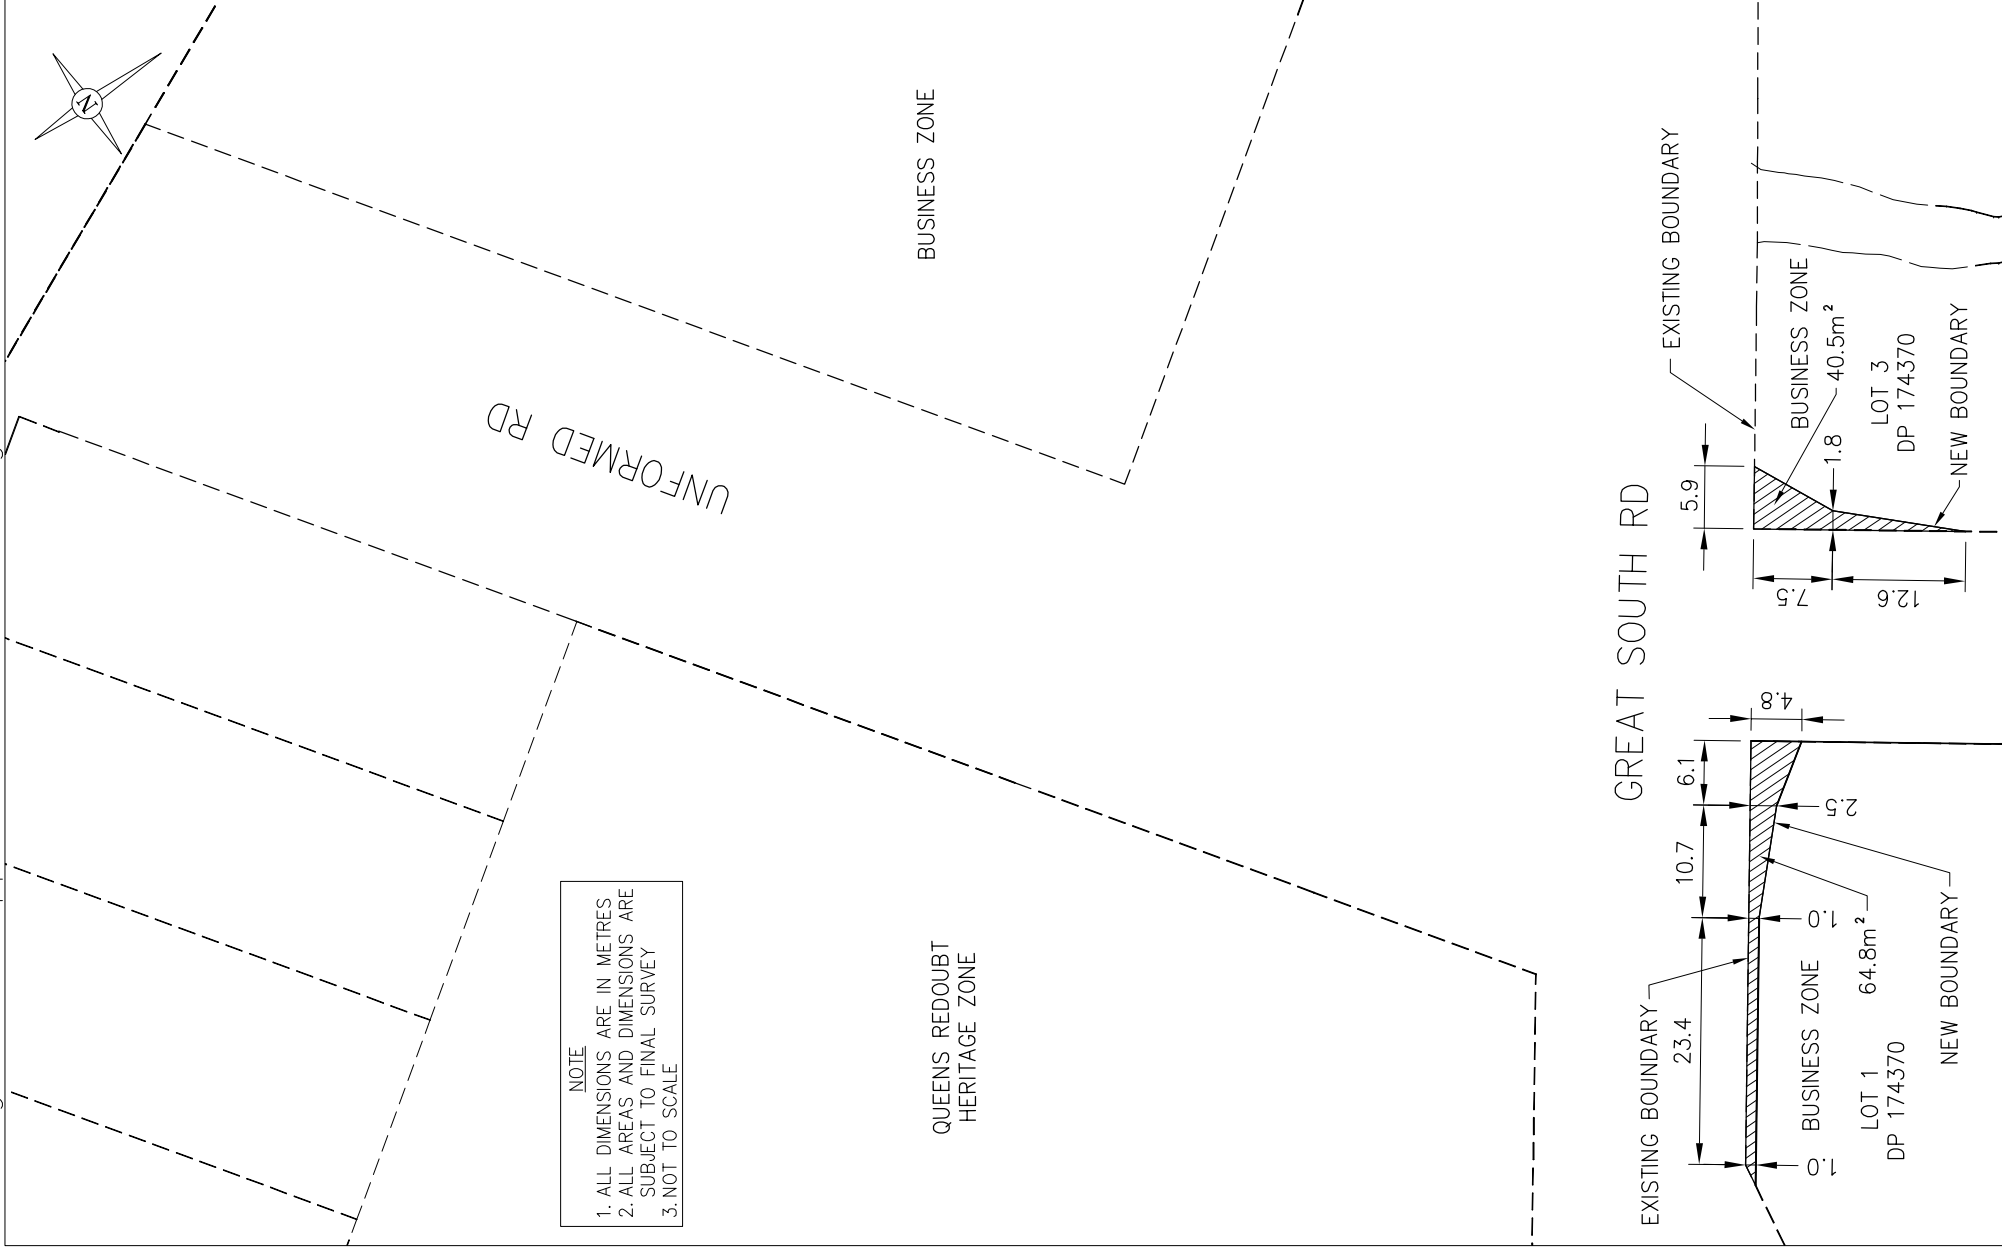 N
UNFORMED RD
BUSINESS ZONE
NOTE
1. ALL DIMENSIONS ARE IN METRES
2. ALL AREAS AND DIMENSIONS ARE
SUBJECT TO FINAL SURVEY
3. NOT TO SCALE
QUEENS REDOUBT
HERITAGE ZONE
GREAT SOUTH RD
EXISTING BOUNDARY
23.4
10.7
6.1
4.8
2.5
1.0
1.0
BUSINESS ZONE
64.8m²
LOT 1
DP 174370
NEW BOUNDARY
EXISTING BOUNDARY
5.9
7.5
12.6
1.8
BUSINESS ZONE
40.5m²
LOT 3
DP 174370
NEW BOUNDARY